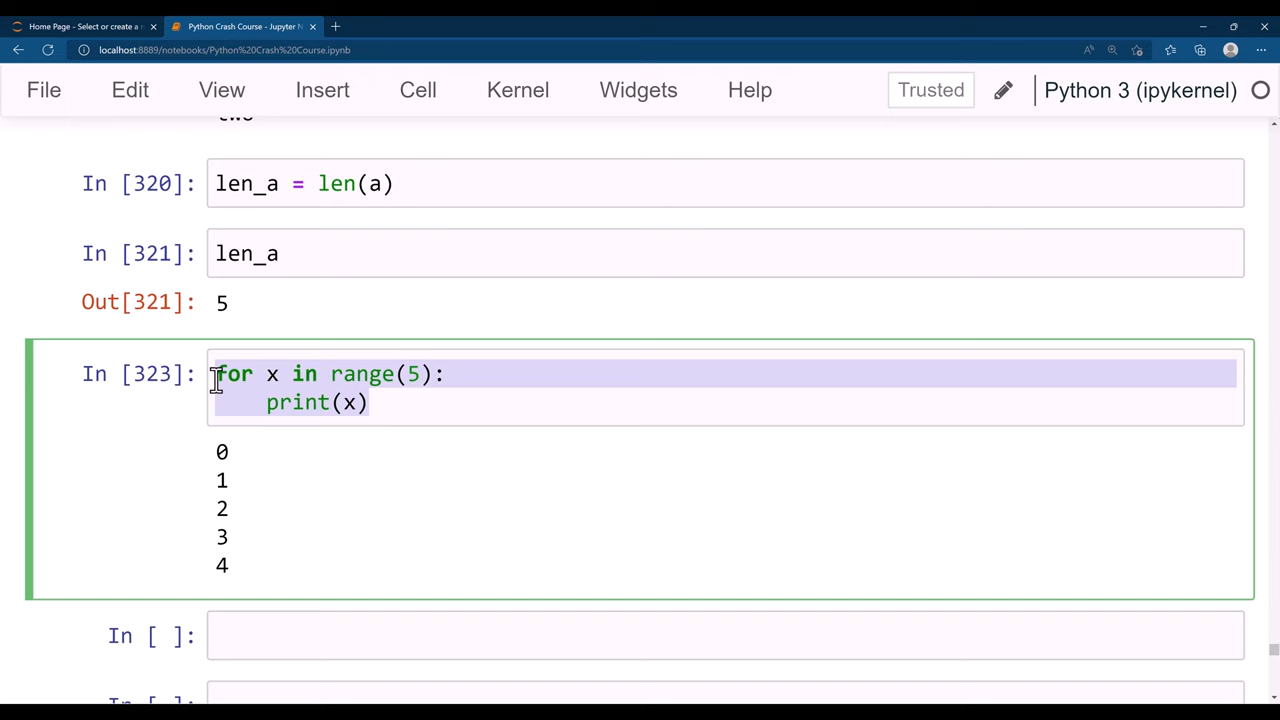 Home Page - Select or create a n
Python Crash Course - Jupyter N
localhost:8889/notebooks/Python%20Crash%20Course.ipynb
File Edit View Insert Cell Kernel Widgets Help Trusted Python 3 (ipykernel)
two
In [320]: len_a = len(a)
In [321]: len_a
Out[321]: 5
In [323]: for x in range(5):
print(x)
0
1
2
3
4
In [ ]:
In [ ]: